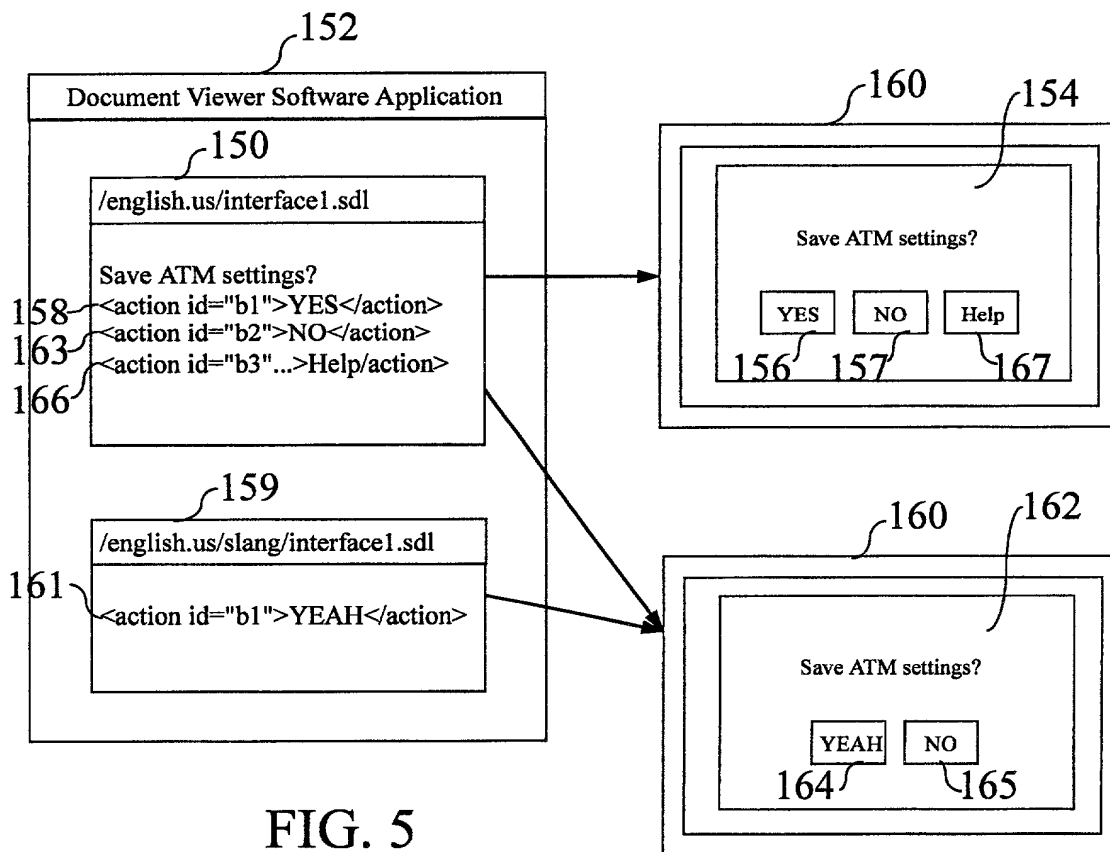 152
Document Viewer Software Application
150
/english.us/interface1.sdl
Save ATM settings?
158
<action id="b1">YES</action>
163
<action id="b2">NO</action>
166
<action id="b3"...>Help/action>
159
/english.us/slang/interface1.sdl
161
<action id="b1">YEAH</action>
160
154
Save ATM settings?
YES NO Help
156 157 167
160
162
Save ATM settings?
YEAH NO
164 165
FIG. 5